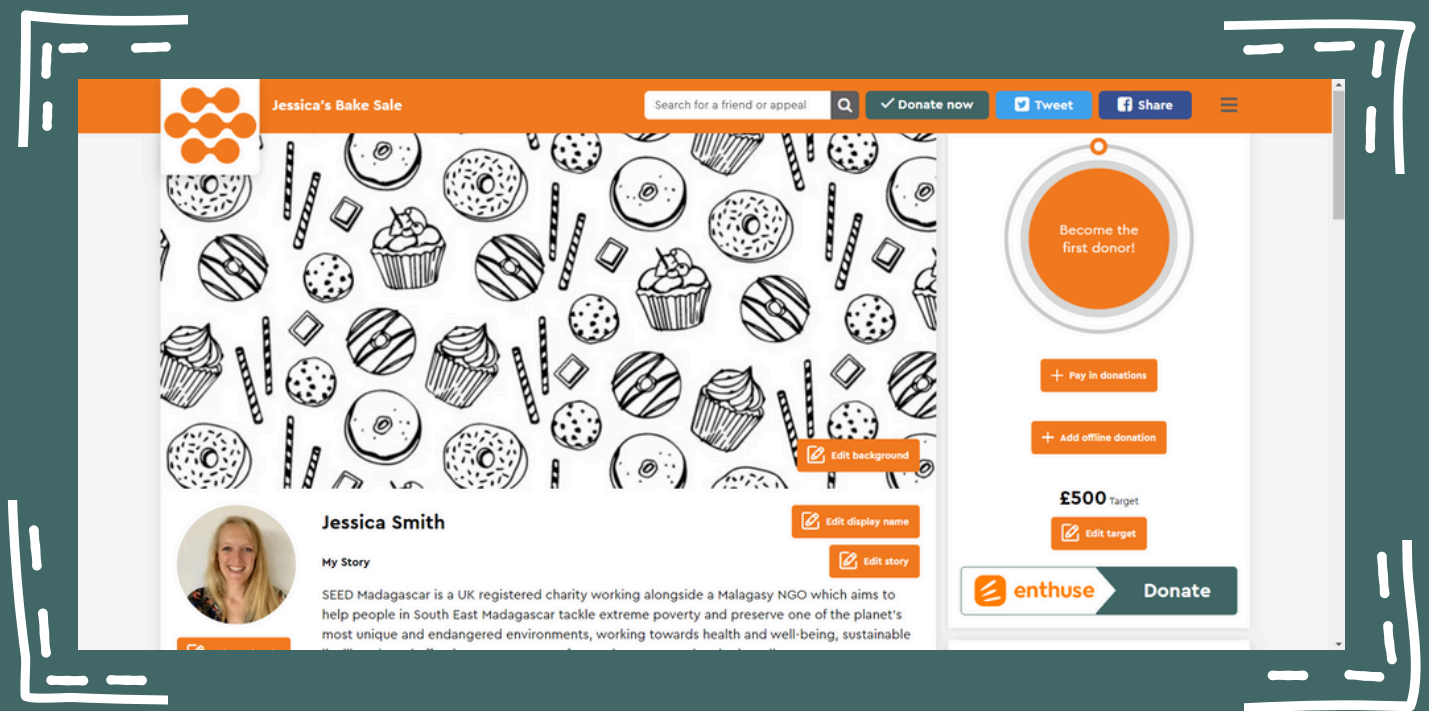 Jessica's Bake Sale
Search for a friend or appeal
Donate now
Tweet
Share
Become the
first donor!
Pay in donations
Add offline donation
£500 Target
Edit target
enthuse
Donate
Edit background
Jessica Smith
Edit display name
My Story
Edit story
SEED Madagascar is a UK registered charity working alongside a Malagasy NGO which aims to
help people in South East Madagascar tackle extreme poverty and preserve one of the planet's
most unique and endangered environments, working towards health and well-being, sustainable